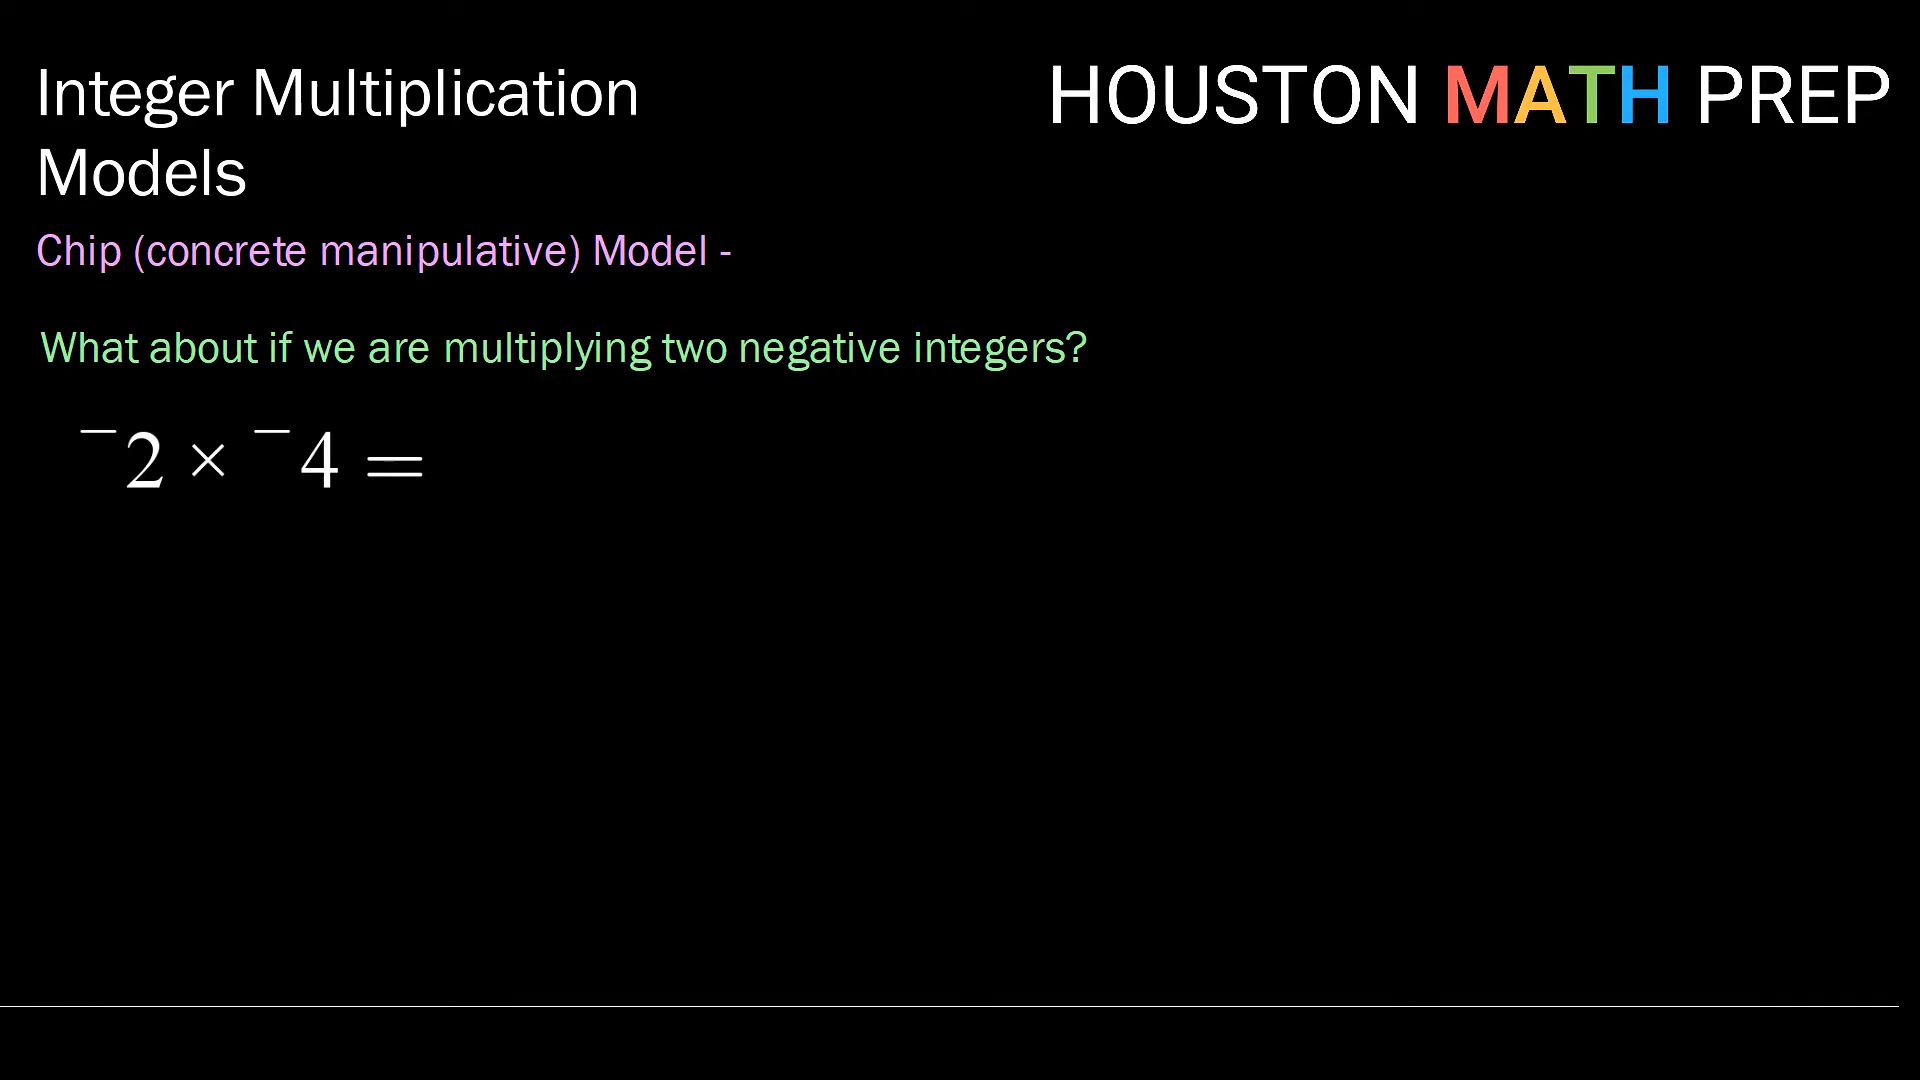 Integer Multiplication
Models
HOUSTON MATH PREP
Chip (concrete manipulative) Model -
What about if we are multiplying two negative integers?
⁻2 × ⁻4 =